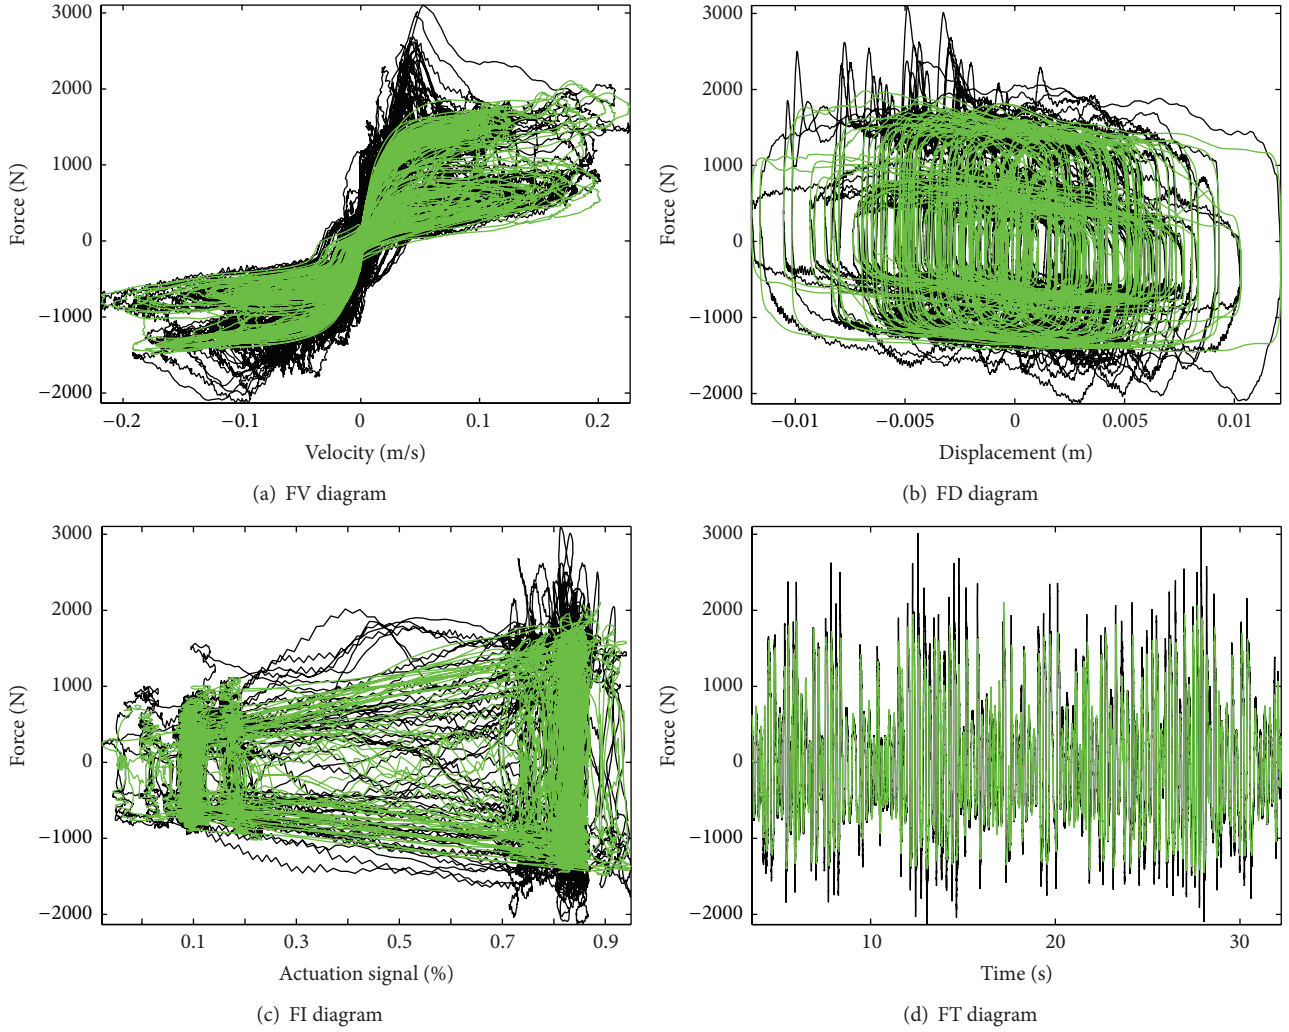 3000
2000
1000
0
−1000
−2000
Force (N)
−0.2 −0.1 0 0.1 0.2
Velocity (m/s)
(a) FV diagram
3000
2000
1000
0
−1000
−2000
Force (N)
−0.01 −0.005 0 0.005 0.01
Displacement (m)
(b) FD diagram
3000
2000
1000
0
−1000
−2000
Force (N)
0.1 0.3 0.5 0.7 0.9
Actuation signal (%)
(c) FI diagram
3000
2000
1000
0
−1000
−2000
Force (N)
10 20 30
Time (s)
(d) FT diagram